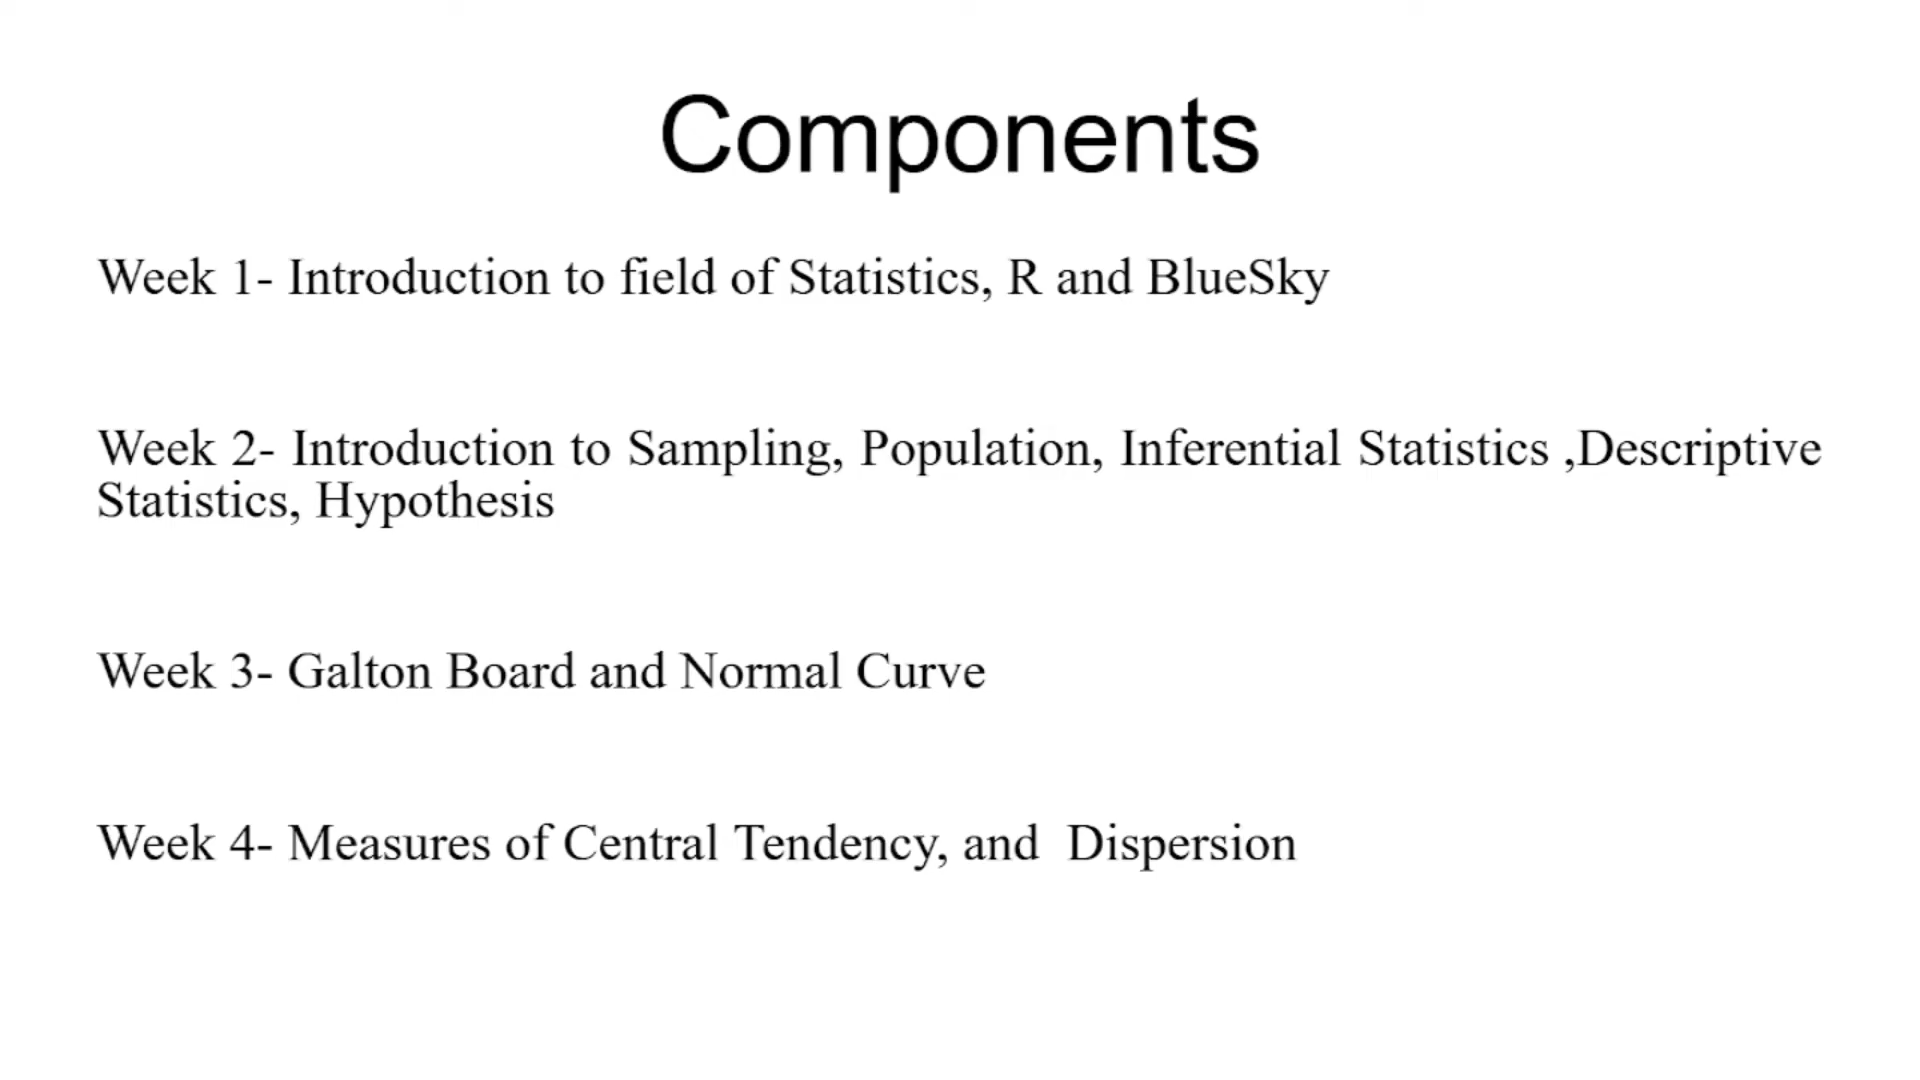 Components
Week 1- Introduction to field of Statistics, R and BlueSky
Week 2- Introduction to Sampling, Population, Inferential Statistics ,Descriptive
Statistics, Hypothesis
Week 3- Galton Board and Normal Curve
Week 4- Measures of Central Tendency, and  Dispersion